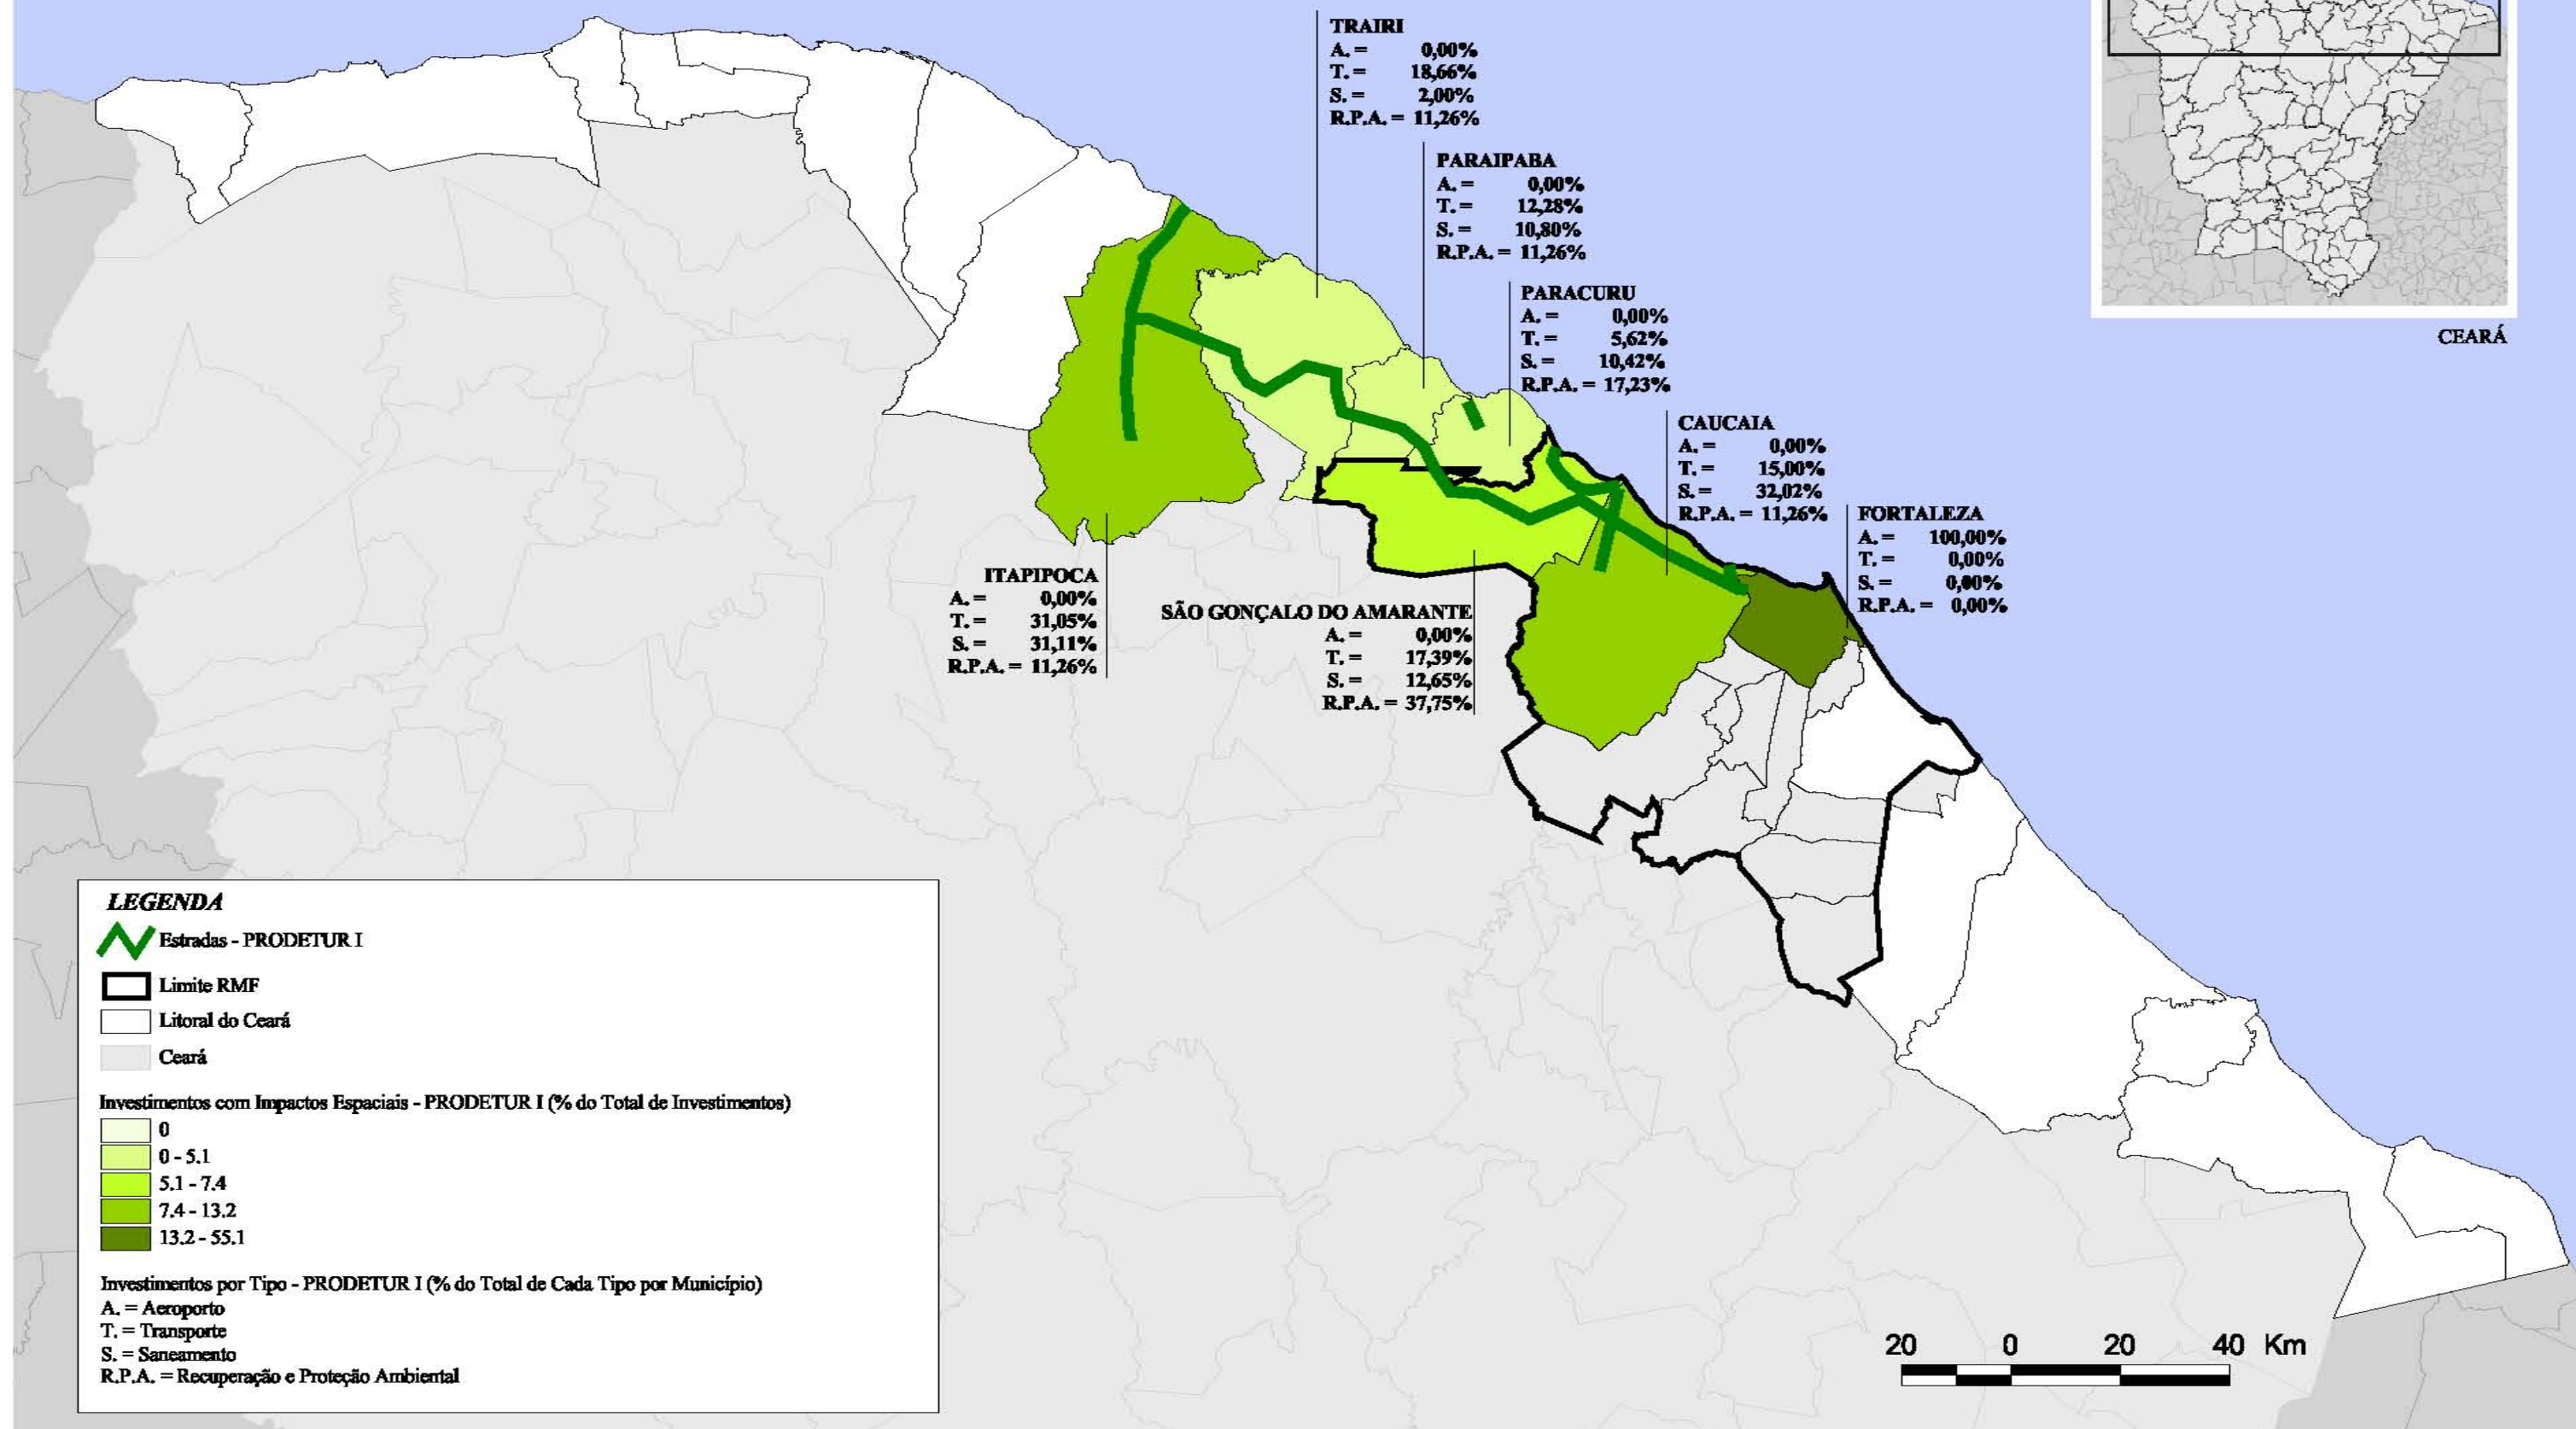 TRAIRI
A. = 0,00%
T. = 18,66%
S. = 2,00%
R.P.A. = 11,26%
PARAIPABA
A. = 0,00%
T. = 12,28%
S. = 10,80%
R.P.A. = 11,26%
PARACURU
A. = 0,00%
T. = 5,62%
S. = 10,42%
R.P.A. = 17,23%
CEARÁ
CAUCAIA
A. = 0,00%
T. = 15,00%
S. = 32,02%
R.P.A. = 11,26%
FORTALEZA
A. = 100,00%
T. = 0,00%
S. = 0,00%
R.P.A. = 0,00%
ITAPIPOCA
A. = 0,00%
T. = 31,05%
S. = 31,11%
R.P.A. = 11,26%
SÃO GONÇALO DO AMARANTE
A. = 0,00%
T. = 17,39%
S. = 12,65%
R.P.A. = 37,75%
LEGENDA
Estradas - PRODETUR I
Limite RMF
Litoral do Ceará
Ceará
Investimentos com Impactos Espaciais - PRODETUR I (% do Total de Investimentos)
0
0 - 5.1
5.1 - 7.4
7.4 - 13.2
13.2 - 55.1
Investimentos por Tipo - PRODETUR I (% do Total de Cada Tipo por Município)
A. = Aeroporto
T. = Transporte
S. = Saneamento
R.P.A. = Recuperação e Proteção Ambiental
20 0 20 40 Km